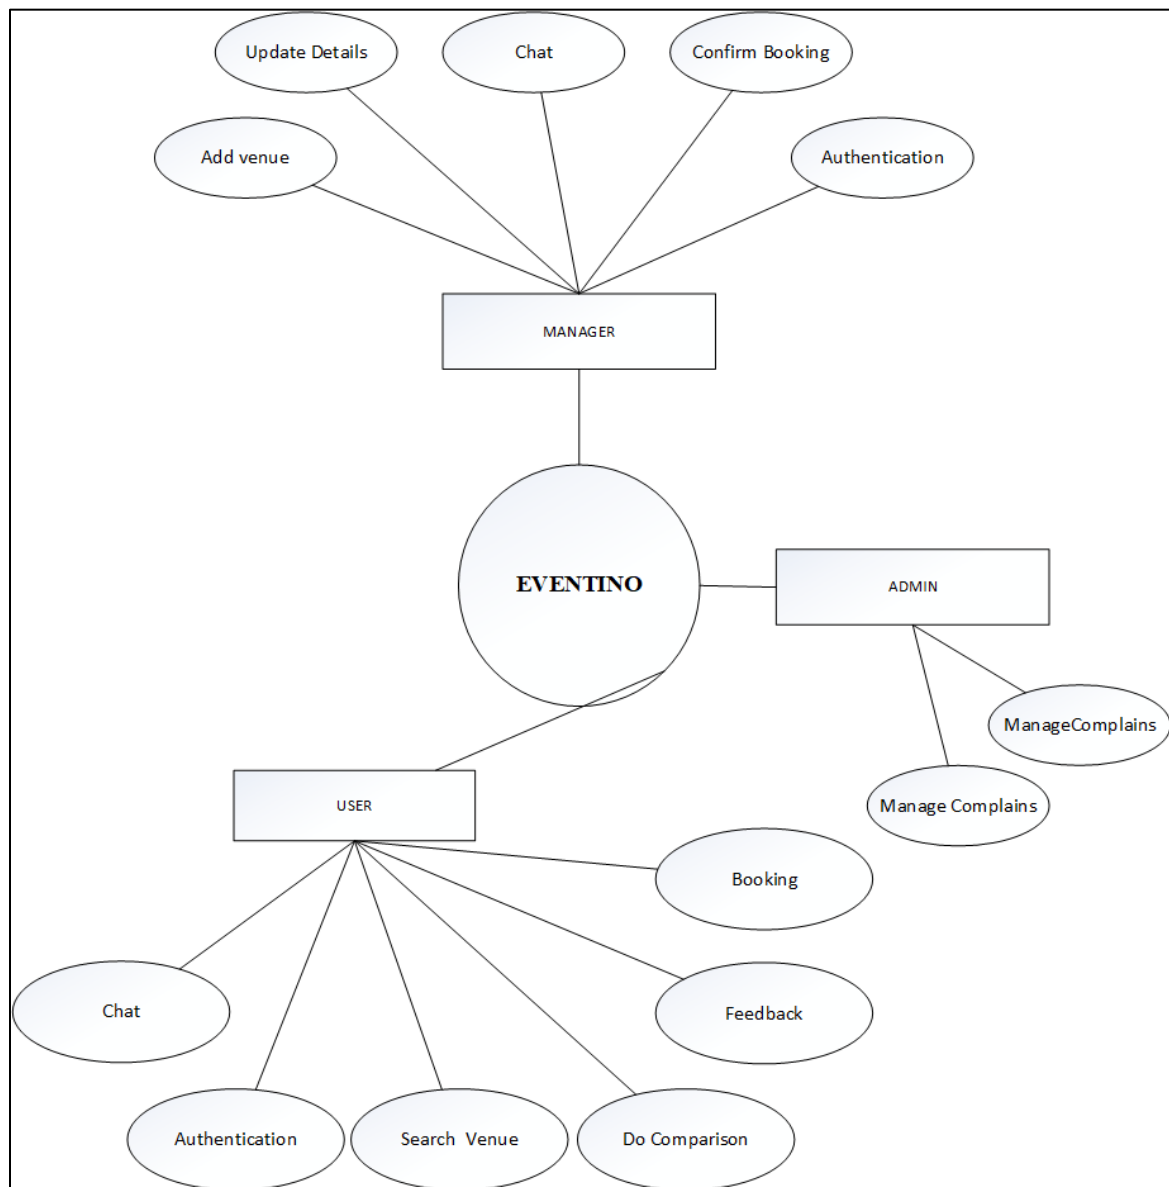 Update Details
Chat
Confirm Booking
Add venue
Authentication
MANAGER
EVENTINO
ADMIN
ManageComplains
Manage Complains
USER
Booking
Chat
Feedback
Authentication
Search Venue
Do Comparison